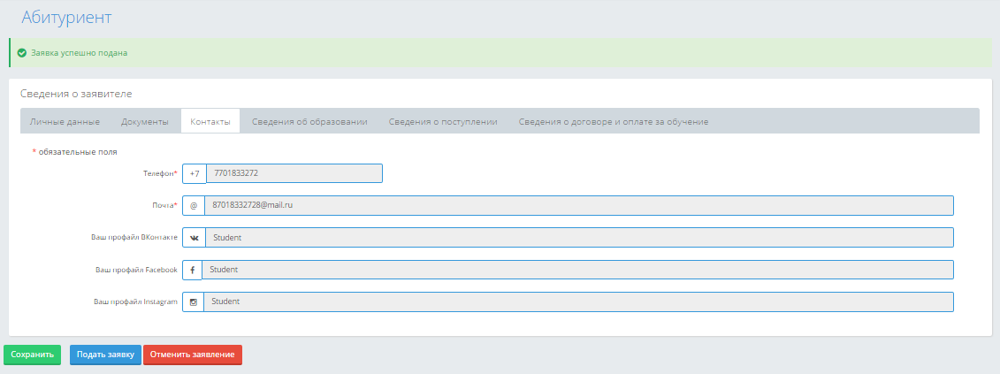 Абитуриент
Заявка успешно подана
Сведения о заявителе
Личные данные Документы Контакты Сведения об образовании Сведения о поступлении Сведения о договоре и оплате за обучение
* обязательные поля
Телефон* +7 7701833272
Почта* @ 87018332728@mail.ru
Ваш профайл ВКонтакте Student
Ваш профайл Facebook Student
Ваш профайл Instagram Student
Сохранить Подать заявку Отменить заявление